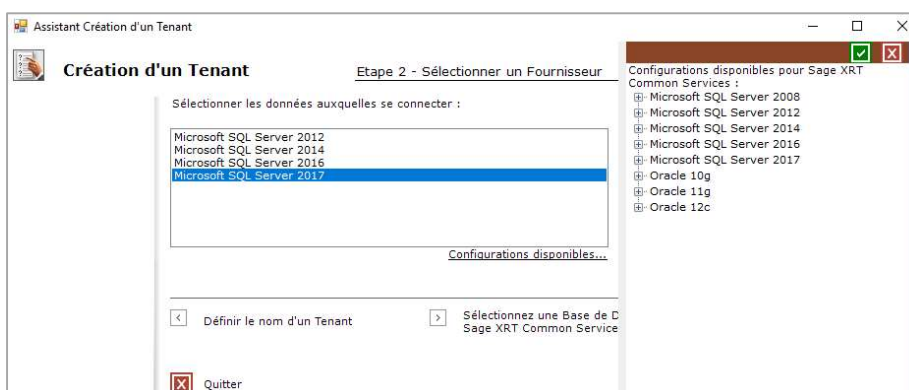 Assistant Création d'un Tenant
Création d'un Tenant
Etape 2 - Sélectionner un Fournisseur
Sélectionner les données auxquelles se connecter :
Microsoft SQL Server 2012
Microsoft SQL Server 2014
Microsoft SQL Server 2016
Microsoft SQL Server 2017
Configurations disponibles...
Définir le nom d'un Tenant
Sélectionnez une Base de D
Sage XRT Common Service
Quitter
Configurations disponibles pour Sage XRT
Common Services :
Microsoft SQL Server 2008
Microsoft SQL Server 2012
Microsoft SQL Server 2014
Microsoft SQL Server 2016
Microsoft SQL Server 2017
Oracle 10g
Oracle 11g
Oracle 12c